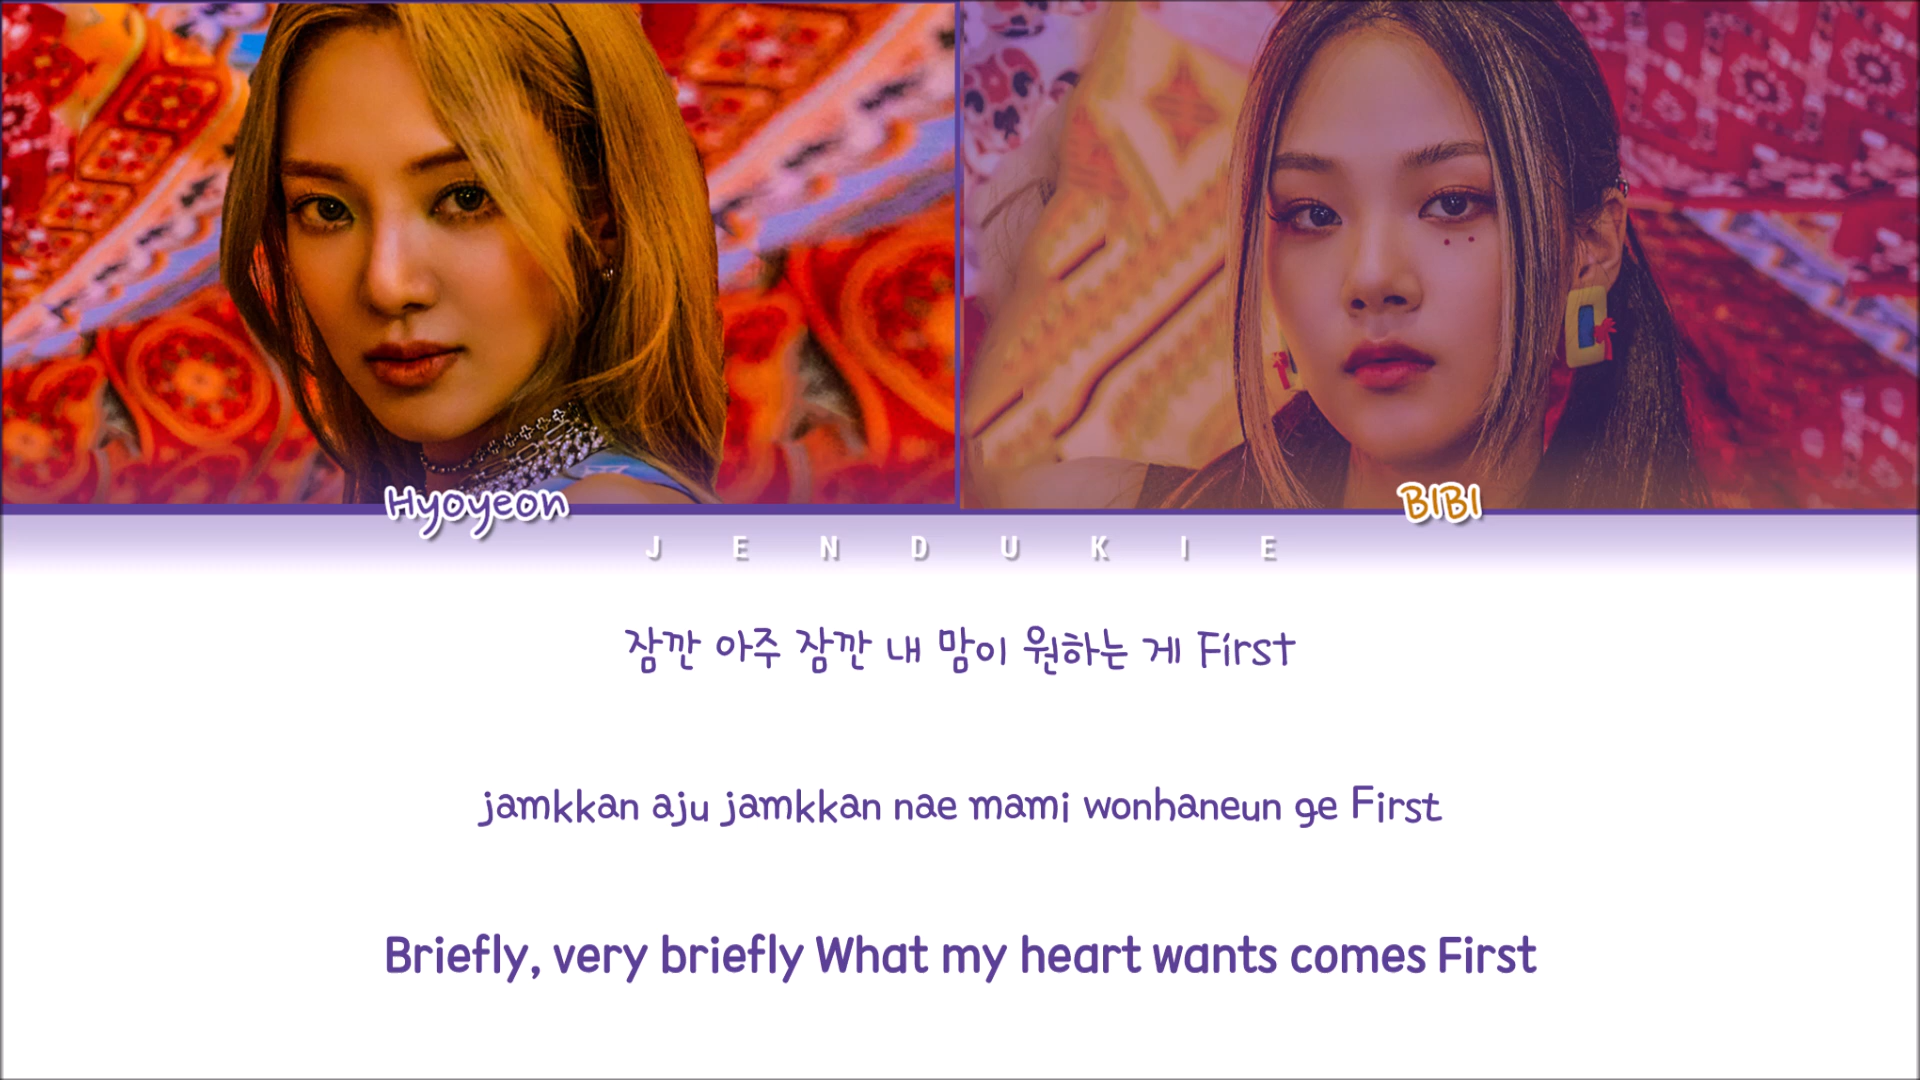 Hyoyeon
BIBI
JENDUKIE
잠깐 아주 잠깐 내 맘이 원하는 게 First
jamkkan aju jamkkan nae mami wonhaneun ge First
Briefly, very briefly What my heart wants comes First